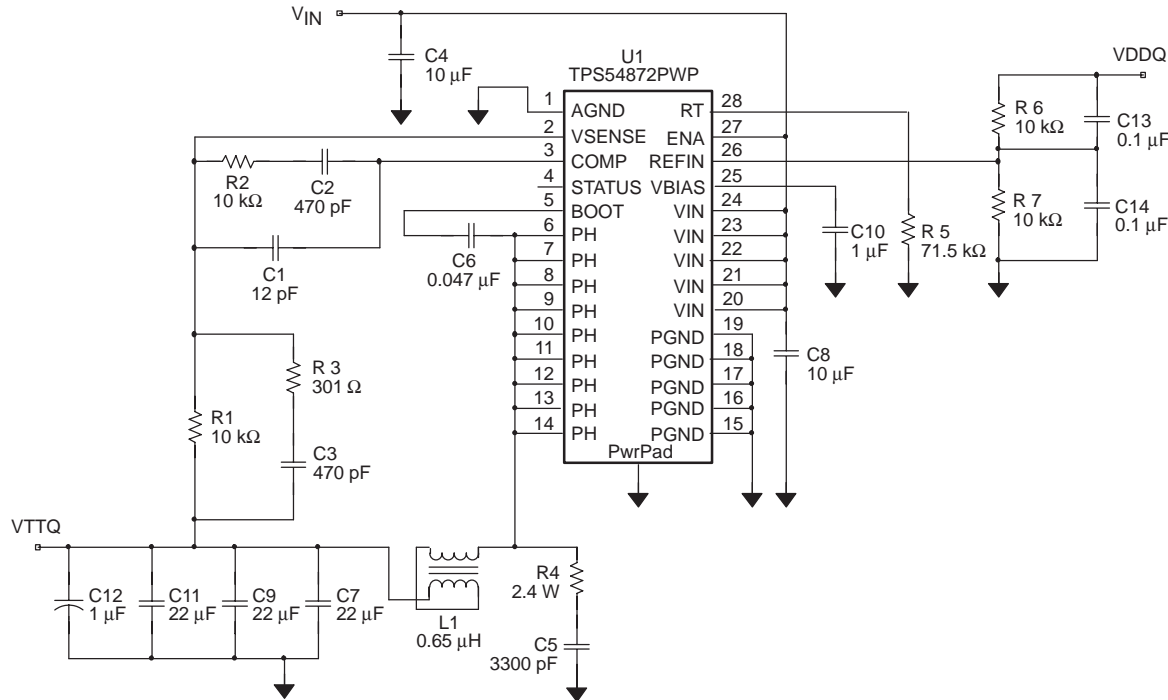 VIN
C4
10 μF
U1
TPS54872PWP
VDDQ
1
AGND
RT
28
2
VSENSE
ENA
27
3
COMP
REFIN
26
4
STATUS
VBIAS
25
5
BOOT
VIN
24
6
PH
VIN
23
7
PH
VIN
22
8
PH
VIN
21
9
PH
VIN
20
10
PH
PGND
19
11
PH
PGND
18
12
PH
PGND
17
13
PH
PGND
16
14
PH
PGND
15
PwrPad
R2
10 kΩ
C2
470 pF
C1
12 pF
C6
0.047 μF
R 6
10 kΩ
C13
0.1 μF
R 7
10 kΩ
C14
0.1 μF
C10
1 μF
R 5
71.5 kΩ
C8
10 μF
R 3
301 Ω
R1
10 kΩ
C3
470 pF
VTTQ
C12
1 μF
C11
22 μF
C9
22 μF
C7
22 μF
L1
0.65 μH
R4
2.4 W
C5
3300 pF